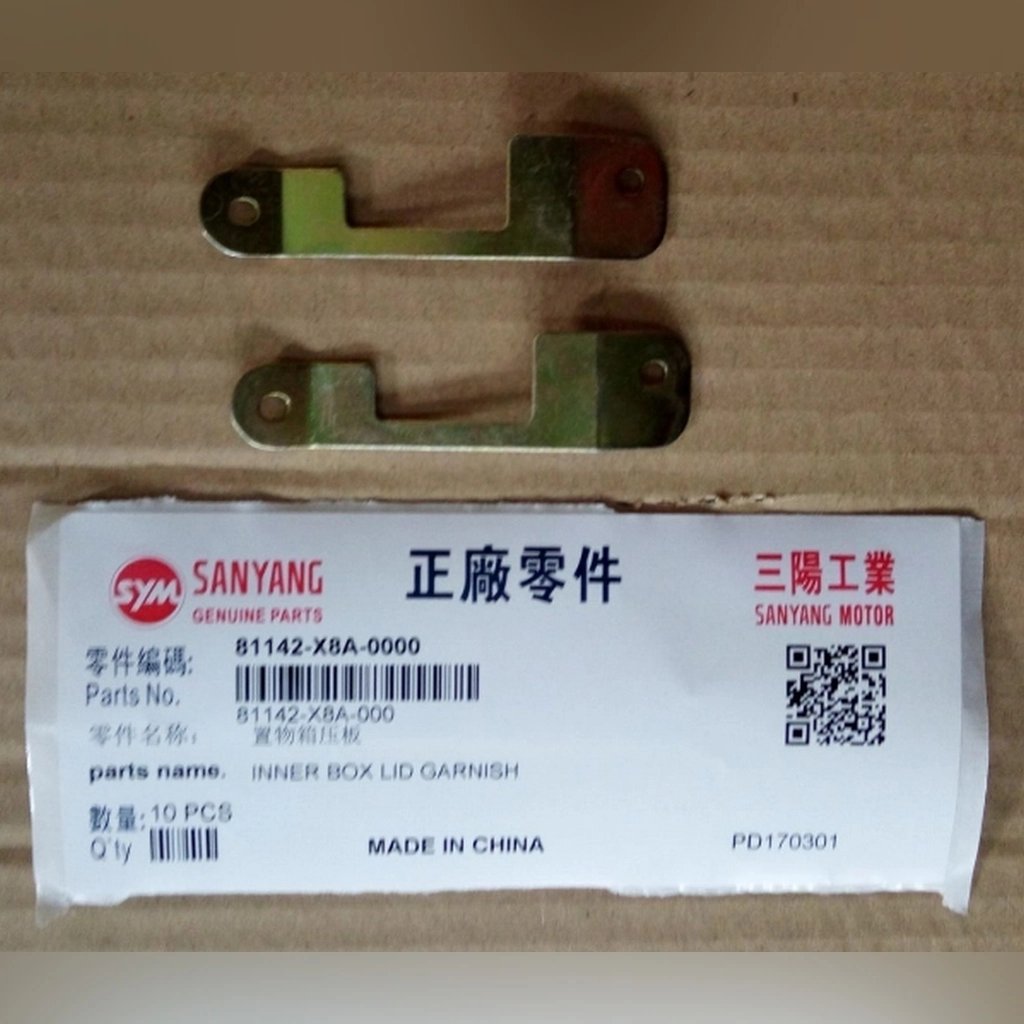 SYM SANYANG
GENUINE PARTS
正廠零件
三陽工業
SANYANG MOTOR
零件編碼: 81142-X8A-0000
Parts No.
81142-X8A-000
零件名称: 置物箱压板
parts name. INNER BOX LID GARNISH
數量: 10 PCS
Q'ty
MADE IN CHINA
PD170301